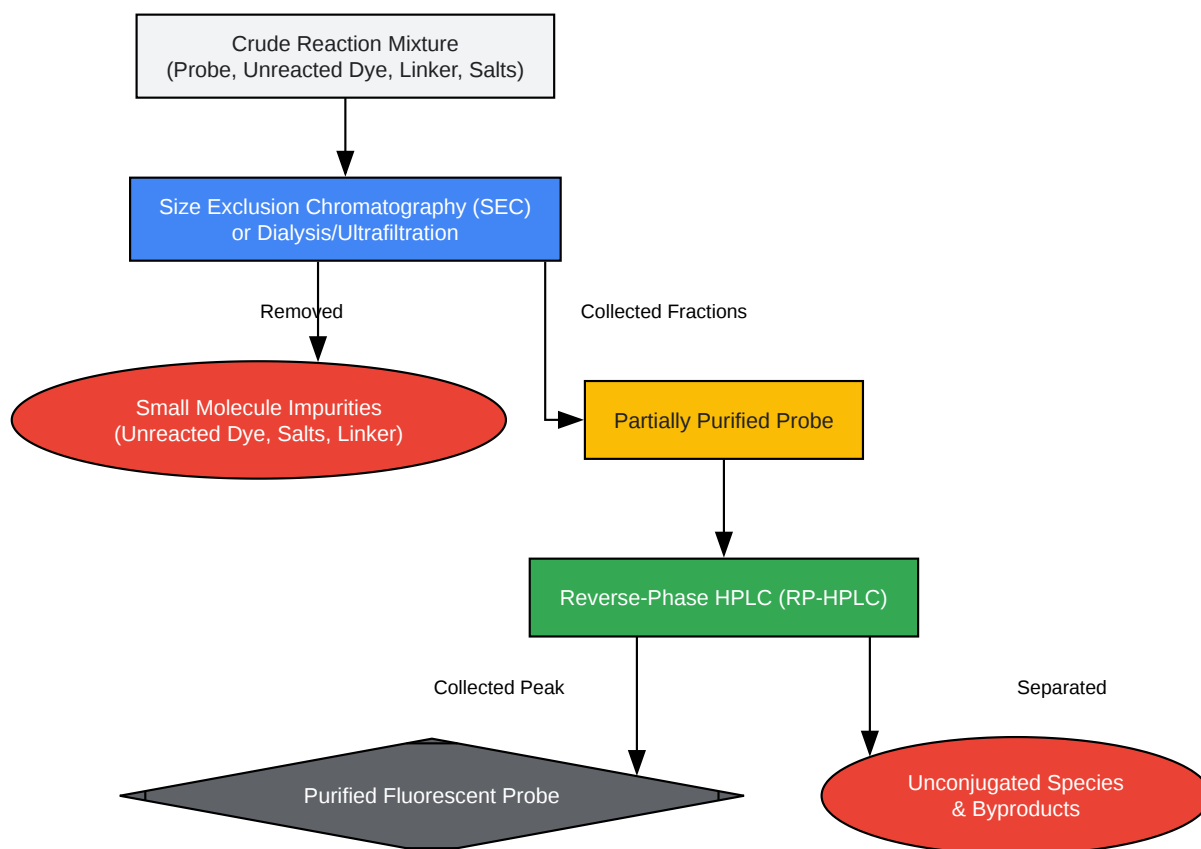 Crude Reaction Mixture
(Probe, Unreacted Dye, Linker, Salts)
Size Exclusion Chromatography (SEC)
or Dialysis/Ultrafiltration
Removed
Collected Fractions
Small Molecule Impurities
(Unreacted Dye, Salts, Linker)
Partially Purified Probe
Reverse-Phase HPLC (RP-HPLC)
Collected Peak
Separated
Purified Fluorescent Probe
Unconjugated Species
& Byproducts